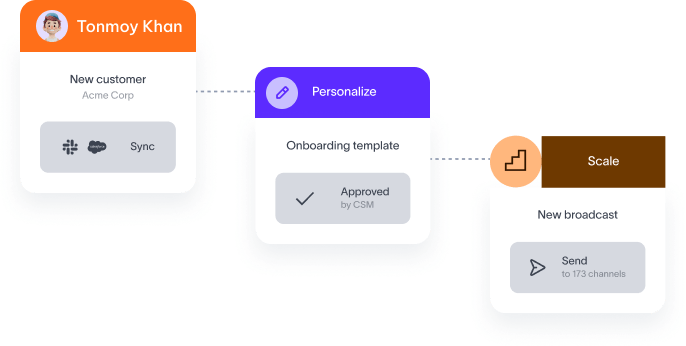 Tonmoy Khan
New customer
Acme Corp
Sync
Personalize
Onboarding template
Approved
by CSM
Scale
New broadcast
Send
to 173 channels